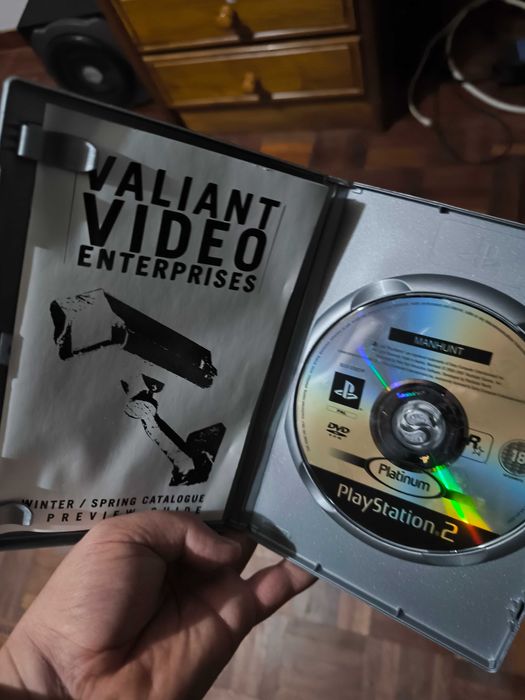 VALIANT
VIDEO
ENTERPRISES
WINTER / SPRING CATALOGUE
PREVIEW GUIDE
MANHUNT
PAL
DVD
R
18
Platinum
PlayStation.2